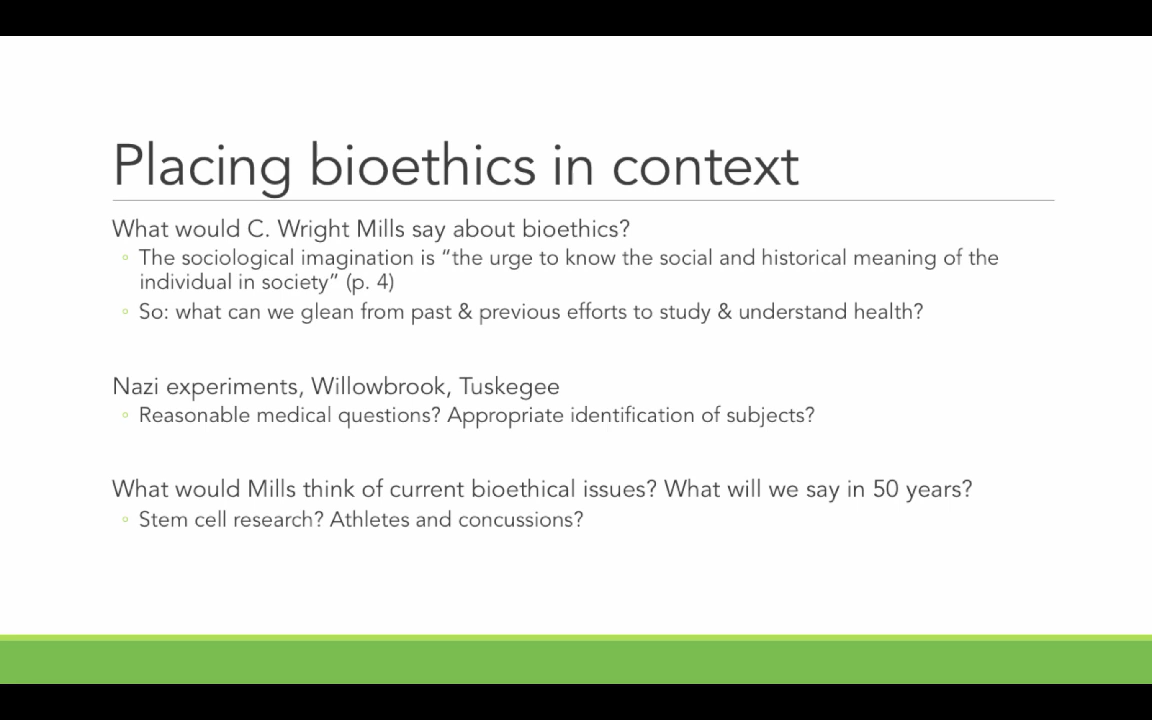 Placing bioethics in context
What would C. Wright Mills say about bioethics?
◦ The sociological imagination is “the urge to know the social and historical meaning of the
individual in society” (p. 4)
◦ So: what can we glean from past & previous efforts to study & understand health?
Nazi experiments, Willowbrook, Tuskegee
◦ Reasonable medical questions? Appropriate identification of subjects?
What would Mills think of current bioethical issues? What will we say in 50 years?
◦ Stem cell research? Athletes and concussions?